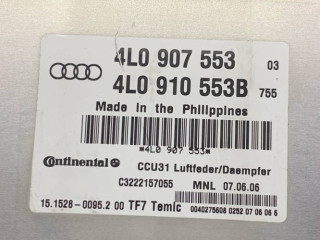 4L0 907 553 03
4L0 910 553B 755
Made in the Philippines
*4L0 907 553*
Continental CCU31 Luftfeder/Daempfer
C3222157055 MNL 07.06.06
15.1528-0095.2 00 TF7 Temic 0040275608 0252 07 06 06 6